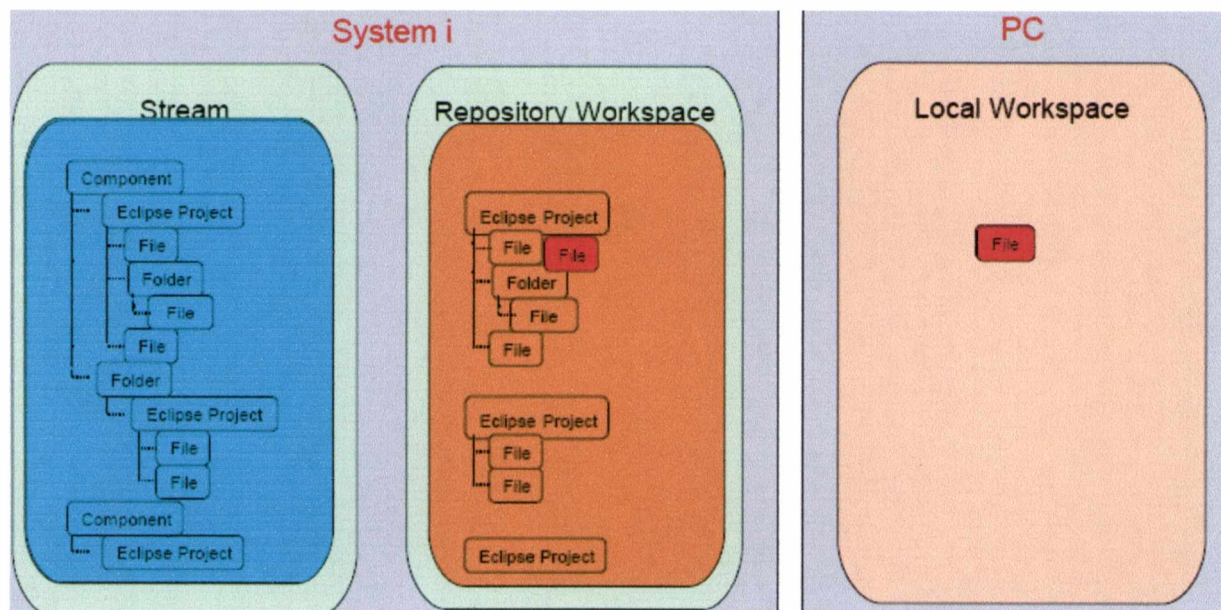 System i
PC
Stream
Component
Eclipse Project
File
Folder
File
File
Folder
Eclipse Project
File
File
Component
Eclipse Project
Repository Workspace
Eclipse Project
File
File
Folder
File
File
Eclipse Project
File
File
Eclipse Project
Local Workspace
File